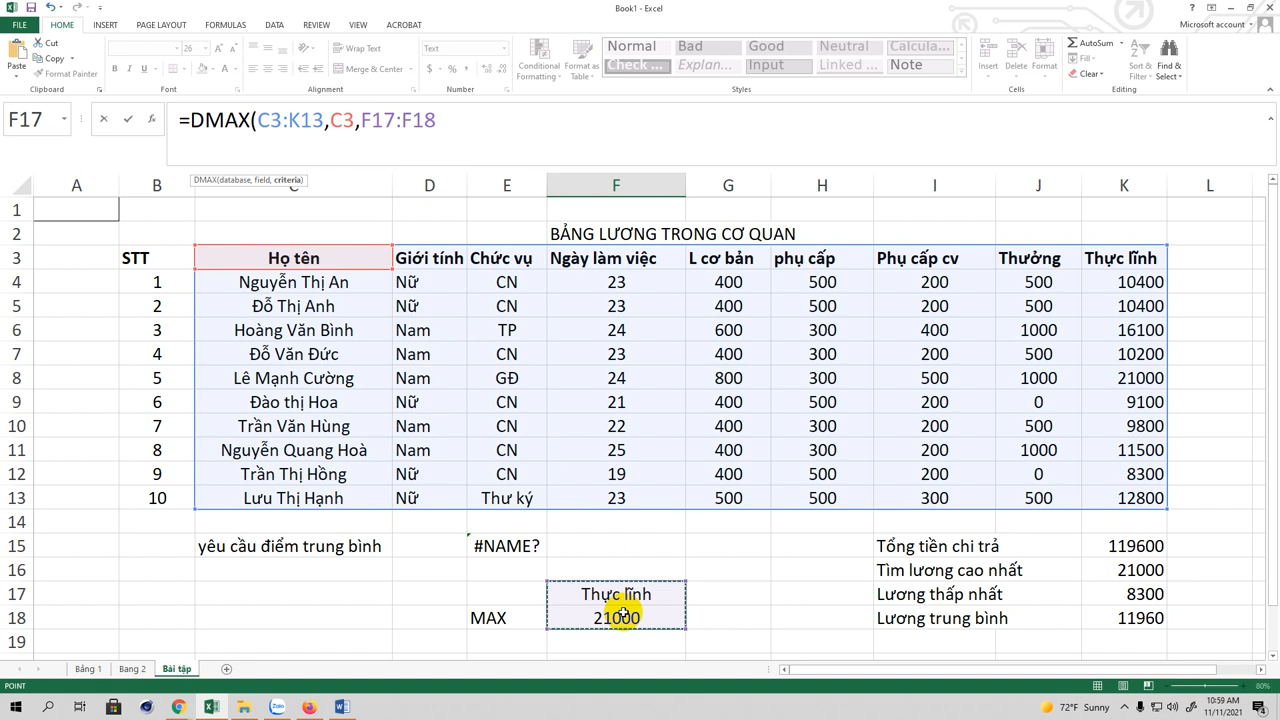 Book1 - Excel
FILE HOME INSERT PAGE LAYOUT FORMULAS DATA REVIEW VIEW ACROBAT Microsoft account
Cut
Copy
Format Painter
Paste
Clipboard
26
Font
Wrap Text
Merge & Center
Alignment
Text
Number
Conditional Formatting
Format as Table
Normal Bad Good Neutral Calcula...
Check ... Explan... Input Linked ... Note
Styles
Insert Delete Format
Cells
AutoSum
Fill
Clear
Sort & Filter
Find & Select
Editing
F17 =DMAX(C3:K13,C3,F17:F18
DMAX(database, field, criteria)
A B C D E F G H I J K L
1
2 BẢNG LƯƠNG TRONG CƠ QUAN
3 STT Họ tên Giới tính Chức vụ Ngày làm việc L cơ bản phụ cấp Phụ cấp cv Thưởng Thực lĩnh
4 1 Nguyễn Thị An Nữ CN 23 400 500 200 500 10400
5 2 Đỗ Thị Anh Nữ CN 23 400 500 200 500 10400
6 3 Hoàng Văn Bình Nam TP 24 600 300 400 1000 16100
7 4 Đỗ Văn Đức Nam CN 23 400 300 200 500 10200
8 5 Lê Mạnh Cường Nam GĐ 24 800 300 500 1000 21000
9 6 Đào thị Hoa Nữ CN 21 400 500 200 0 9100
10 7 Trần Văn Hùng Nam CN 22 400 300 200 500 9800
11 8 Nguyễn Quang Hoà Nam CN 25 400 300 200 1000 11500
12 9 Trần Thị Hồng Nữ CN 19 400 500 200 0 8300
13 10 Lưu Thị Hạnh Nữ Thư ký 23 500 500 300 500 12800
14
15 yêu cầu điểm trung bình #NAME? Tổng tiền chi trả 119600
16 Tìm lương cao nhất 21000
17 Thực lĩnh Lương thấp nhất 8300
18 MAX 21000 Lương trung bình 11960
19
Bảng 1 Bang 2 Bài tập
POINT 80%
72°F Sunny 10:59 AM
11/11/2021